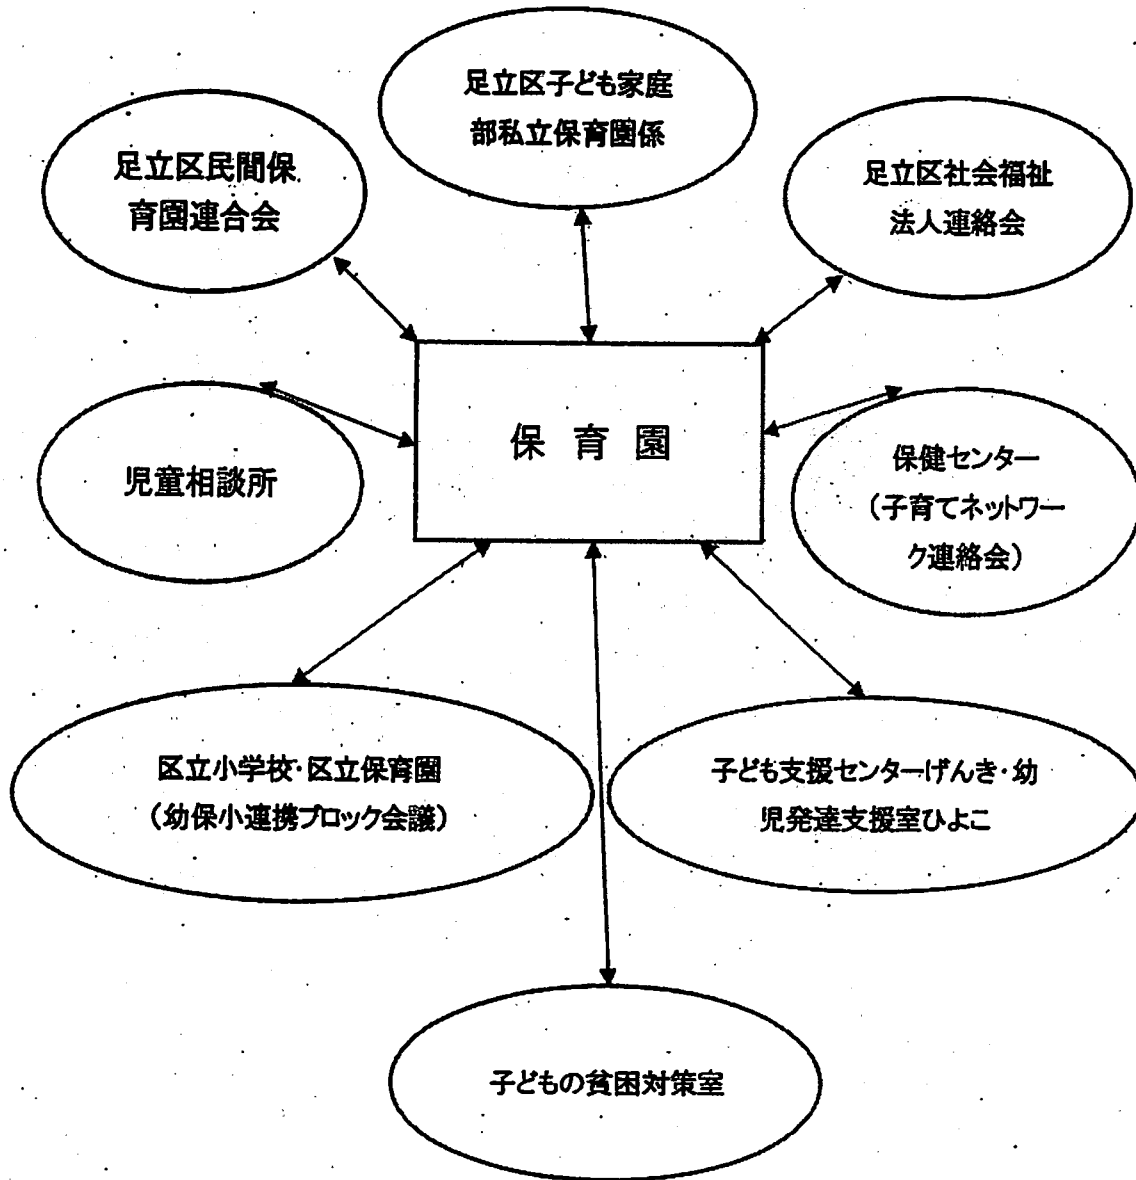 足立区子ども家庭
部私立保育園係
足立区民間保
育園連合会
足立区社会福祉
法人連絡会
保育園
児童相談所
保健センター
（子育てネットワー
ク連絡会）
区立小学校・区立保育園
（幼保小連携ブロック会議）
子ども支援センターげんき・幼
児発達支援室ひよこ
子どもの貧困対策室